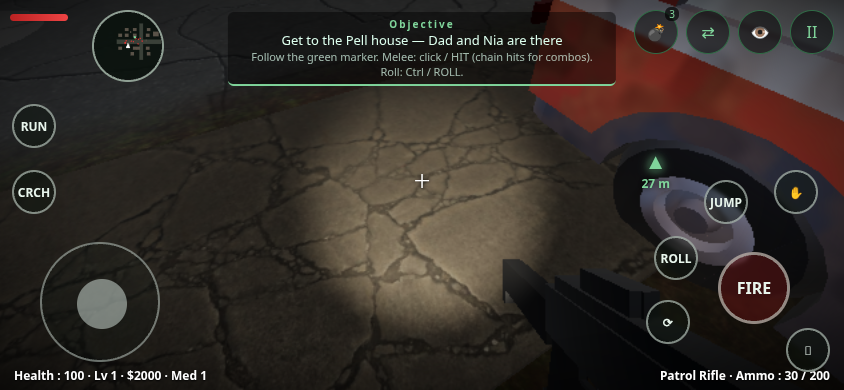 Objective
3
Get to the Pell house — Dad and Nia are there
Follow the green marker. Melee: click / HIT (chain hits for combos).
Roll: Ctrl / ROLL.
II
RUN
27 m
CRCH
JUMP
ROLL
FIRE
Health : 100 · Lv 1 · $2000 · Med 1
Patrol Rifle · Ammo : 30 / 200